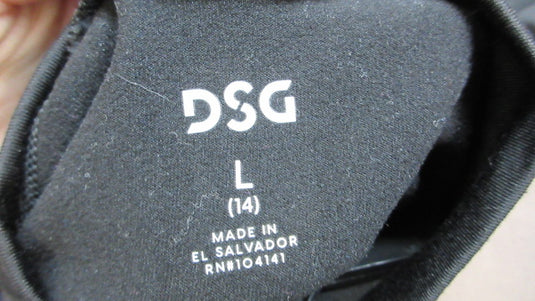 DSG
L
(14)
MADE IN
EL SALVADOR
RN#104141